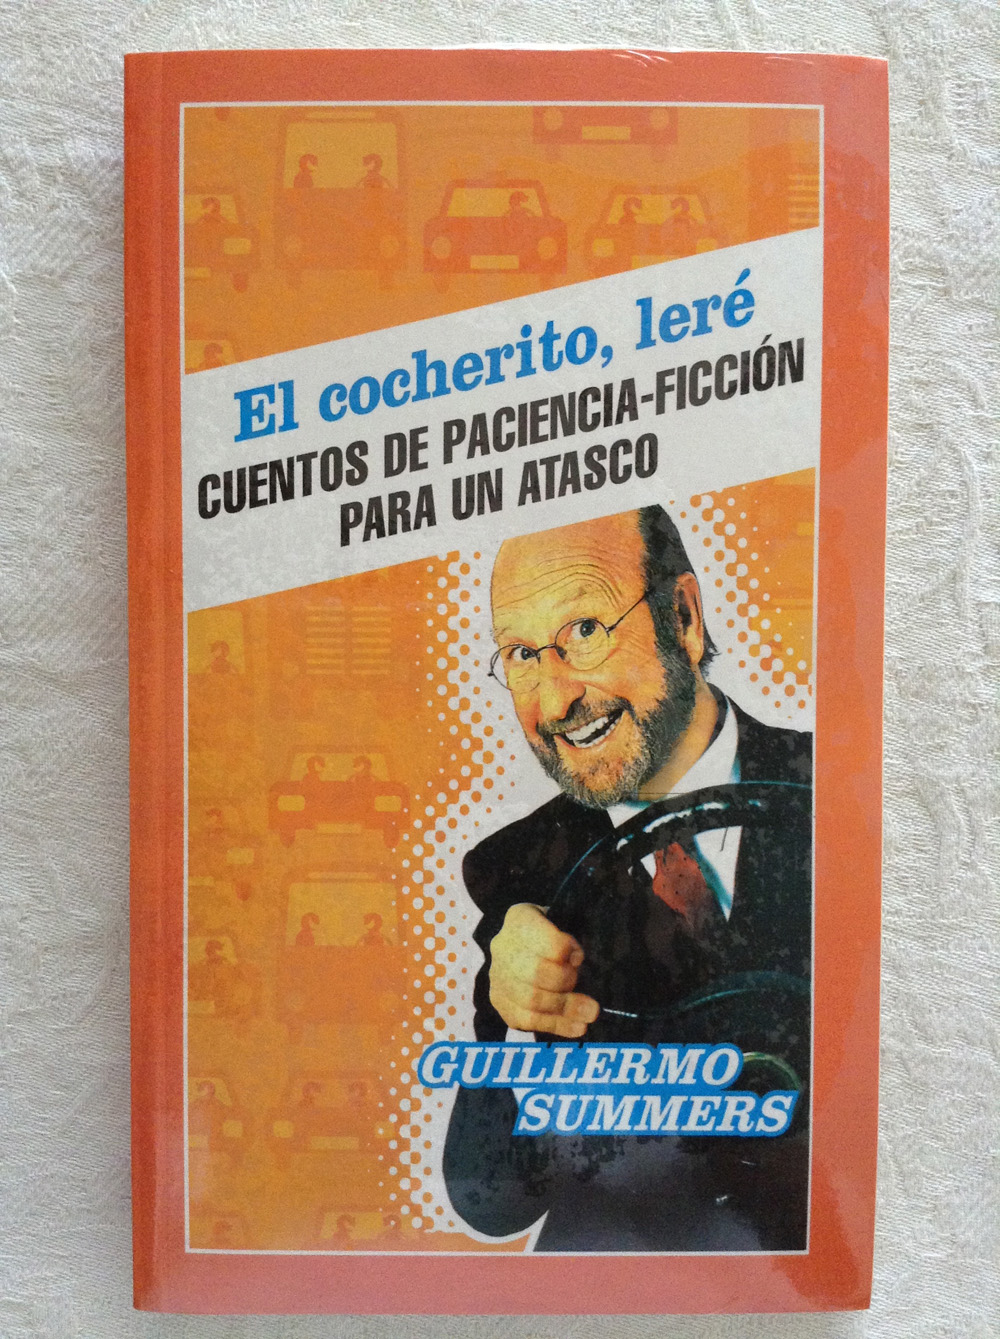 El cocherito, leré
CUENTOS DE PACIENCIA-FICCIÓN
PARA UN ATASCO
GUILLERMO
SUMMERS